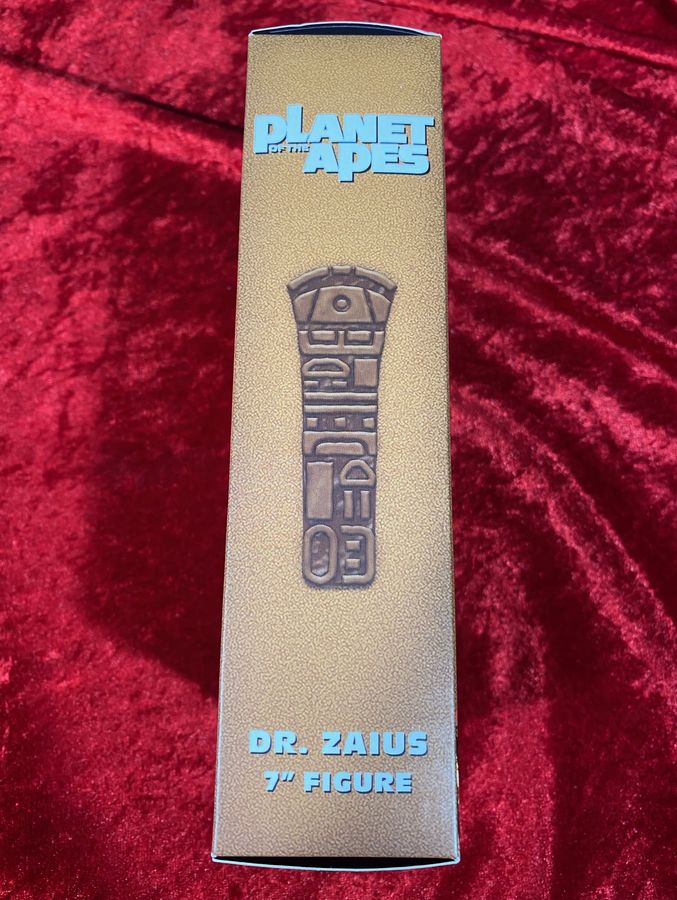 PLANET
OF THE APES
DR. ZAIUS
7" FIGURE